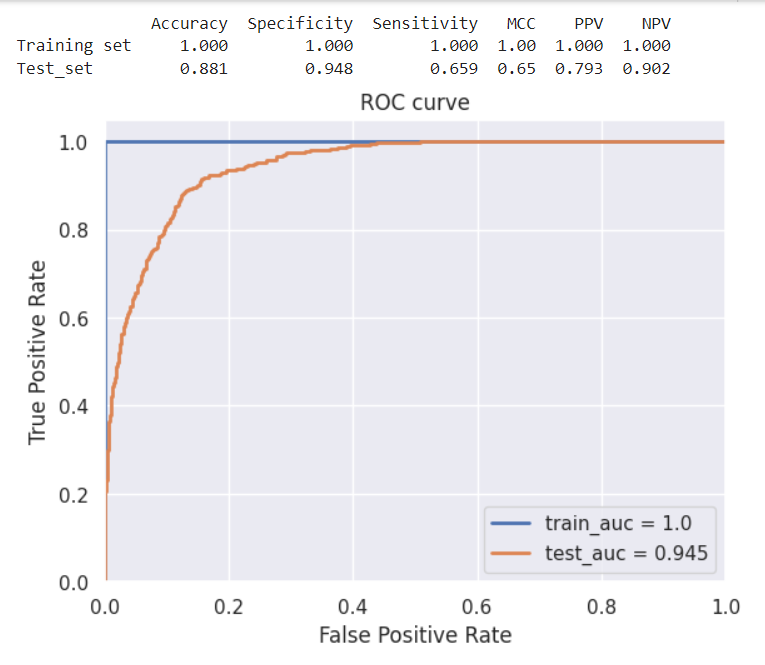 Accuracy Specificity Sensitivity MCC PPV NPV
Training set 1.000 1.000 1.000 1.00 1.000 1.000
Test_set 0.881 0.948 0.659 0.65 0.793 0.902
ROC curve
1.0
0.8
0.6
0.4
0.2
0.0
True Positive Rate
train_auc = 1.0
test_auc = 0.945
0.0 0.2 0.4 0.6 0.8 1.0
False Positive Rate